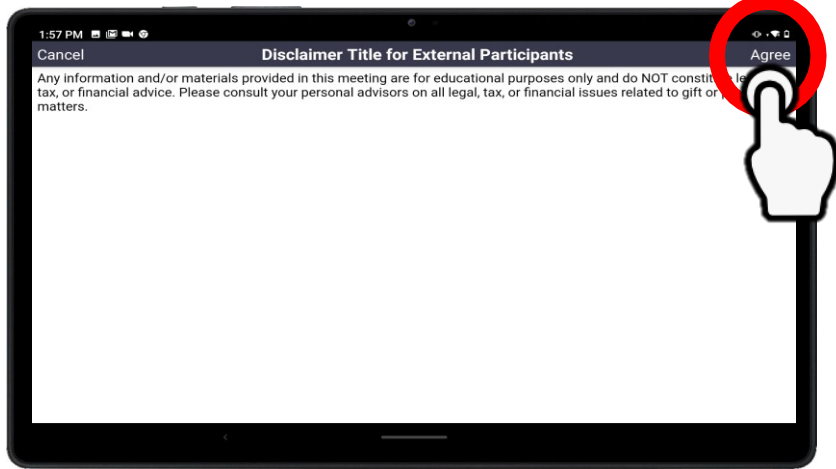 1:57 PM
Cancel Disclaimer Title for External Participants Agree
Any information and/or materials provided in this meeting are for educational purposes only and do NOT
tax, or financial advice. Please consult your personal advisors on all legal, tax, or financial issues related to gift or
matters.